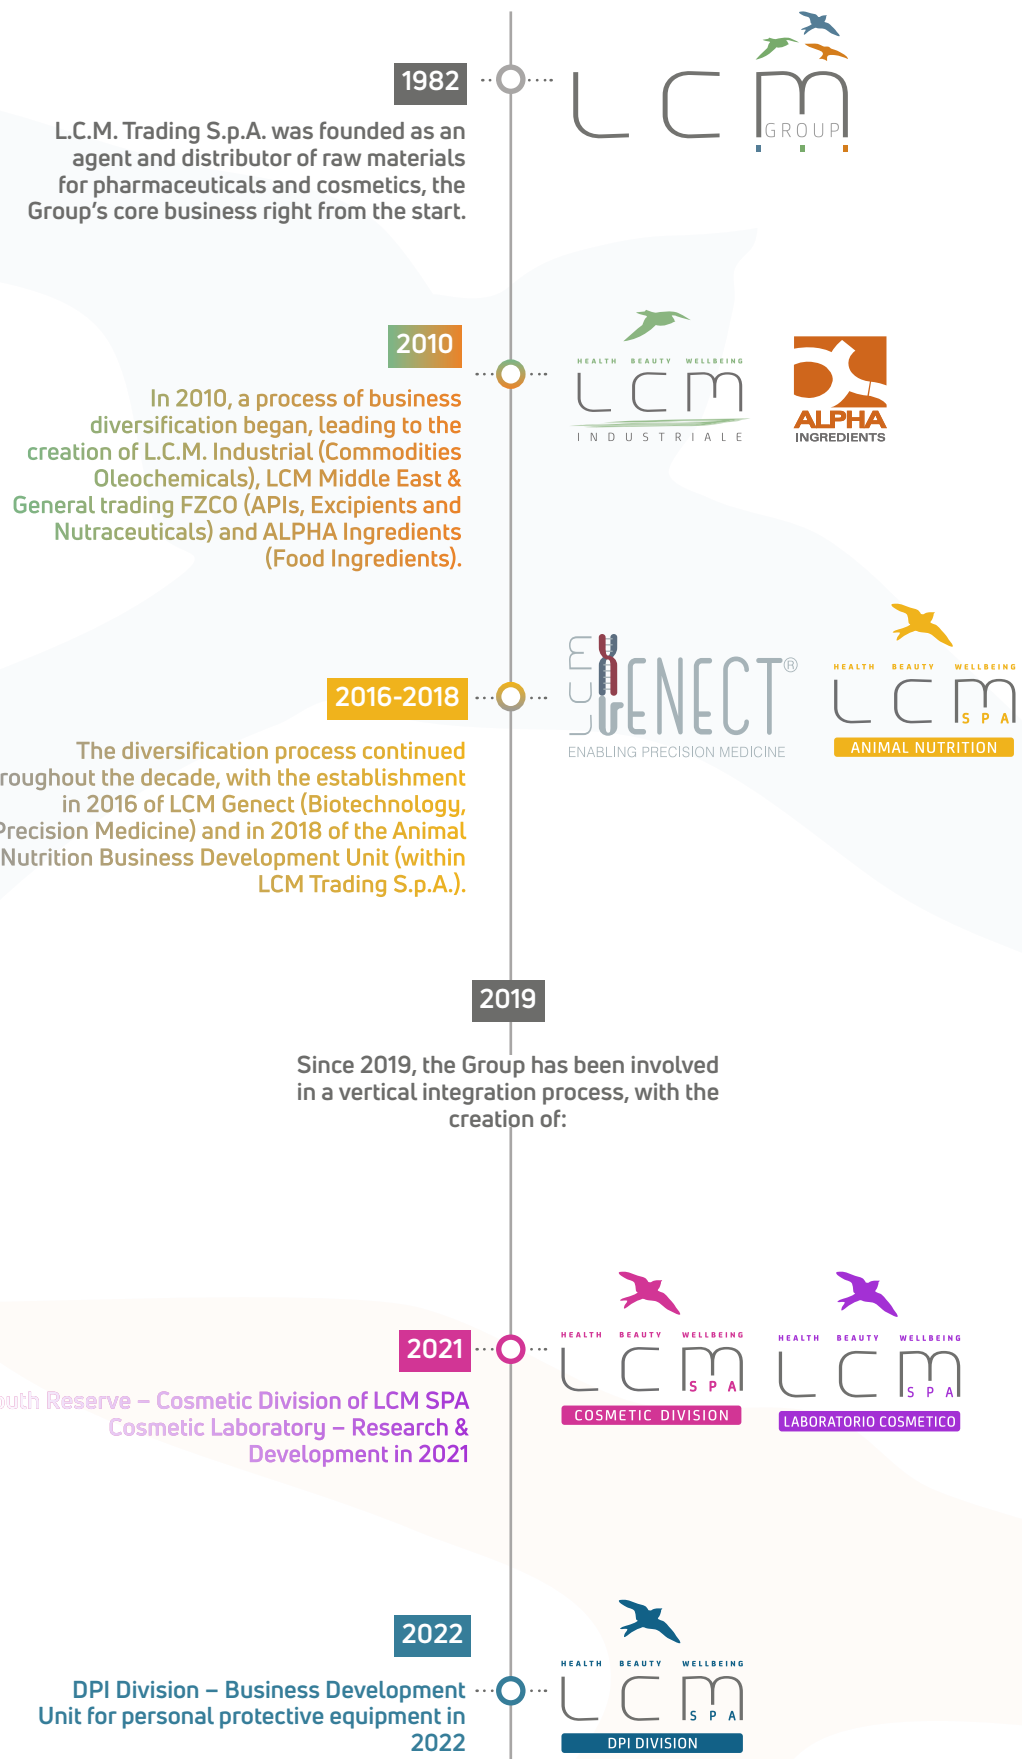 1982
L.C.M. Trading S.p.A. was founded as an
agent and distributor of raw materials
for pharmaceuticals and cosmetics, the
Group's core business right from the start.
LCM
GROUP
2010
In 2010, a process of business
diversification began, leading to the
creation of L.C.M. Industrial (Commodities
Oleochemicals), LCM Middle East &
General trading FZCO (APIs, Excipients and
Nutraceuticals) and ALPHA Ingredients
(Food Ingredients).
HEALTH BEAUTY WELLBEING
LCM
INDUSTRIALE
ALPHA
INGREDIENTS
2016-2018
The diversification process continued
roughout the decade, with the establishment
in 2016 of LCM Genect (Biotechnology,
Precision Medicine) and in 2018 of the Animal
Nutrition Business Development Unit (within
LCM Trading S.p.A.).
LCM
GENECT®
ENABLING PRECISION MEDICINE
HEALTH BEAUTY WELLBEING
LCM
SPA
ANIMAL NUTRITION
2019
Since 2019, the Group has been involved
in a vertical integration process, with the
creation of:
2021
outh Reserve – Cosmetic Division of LCM SPA
Cosmetic Laboratory – Research &
Development in 2021
HEALTH BEAUTY WELLBEING
LCM
SPA
COSMETIC DIVISION
HEALTH BEAUTY WELLBEING
LCM
SPA
LABORATORIO COSMETICO
2022
DPI Division – Business Development
Unit for personal protective equipment in
2022
HEALTH BEAUTY WELLBEING
LCM
SPA
DPI DIVISION